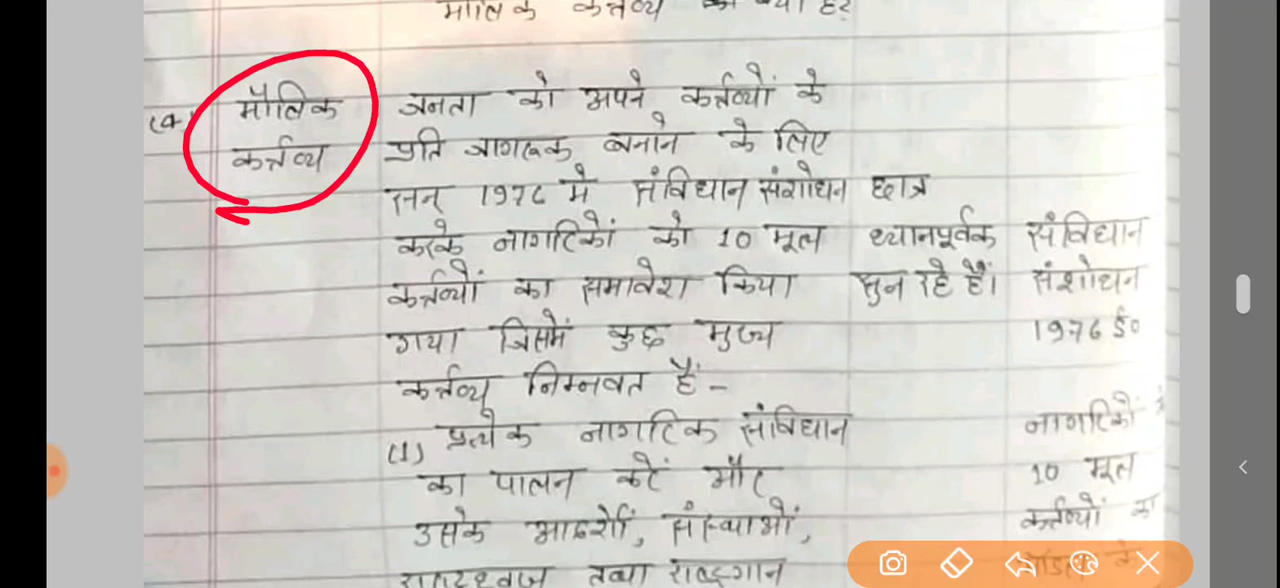 मौलिक कर्त्तव्य
(4) मौलिक कर्त्तव्य
जनता को अपने कर्त्तव्यों के
प्रति जागरूक बनाने के लिए
सन् 1976 मे संविधान संशोधन छात्र
करके नागरिकों को 10 मूल ध्यानपूर्वक संविधान
कर्त्तव्यों का समावेश किया सुन रहे हैं। संशोधन
गया जिसमें कुछ मुख्य 1976 ई०
कर्त्तव्य निम्नवत हैं -
(1) प्रत्येक नागरिक संविधान नागरिकों
का पालन करें और 10 मूल
उसके आदर्शों, संस्थाओं, कर्त्तव्यों का
राष्ट्रध्वज तथा राष्ट्रगान